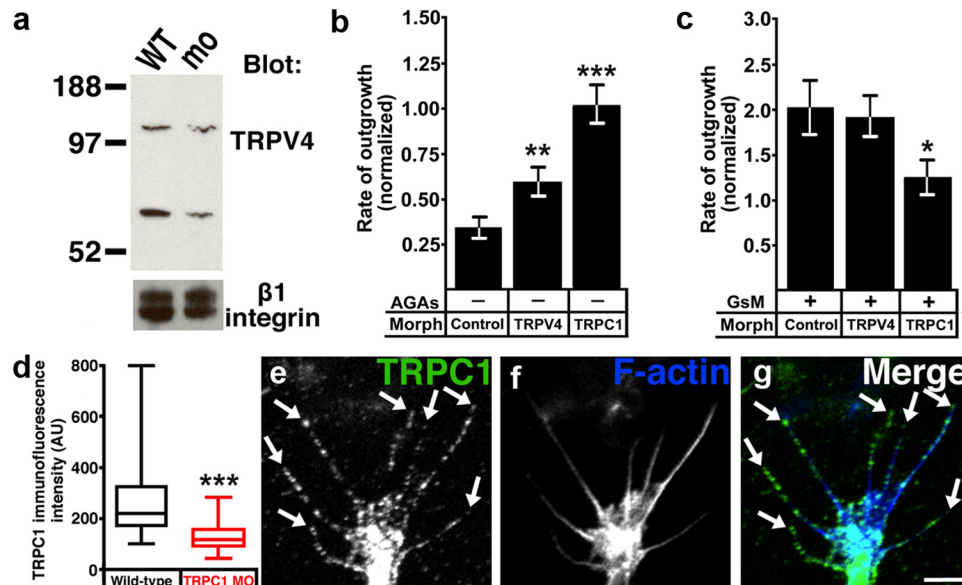 a
WT mo
Blot:
188
97
TRPV4
52
β1
integrin
b
Rate of outgrowth
(normalized)
1.50
1.25
1.00
0.75
0.50
0.25
**
***
AGAs – – –
Morph Control TRPV4 TRPC1
c
Rate of outgrowth
(normalized)
3.0
2.5
2.0
1.5
1.0
0.5
*
GsM + + +
Morph Control TRPV4 TRPC1
d
TRPC1 immunofluorescence
intensity (AU)
800
600
400
200
0
***
Wild-type TRPC1 MO
e TRPC1
f F-actin
g Merge